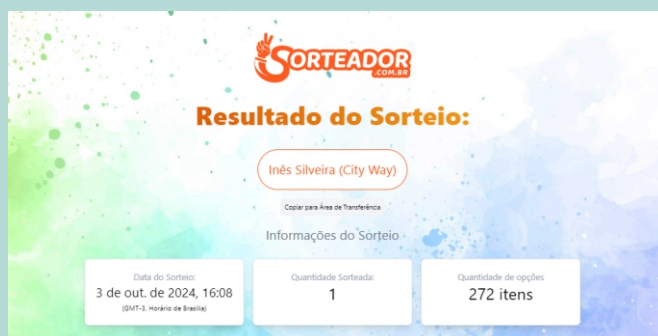 SORTEADOR
.COM.BR
Resultado do Sorteio:
Inês Silveira (City Way)
Copiar para Área de Transferência
Informações do Sorteio
Data do Sorteio:
3 de out. de 2024, 16:08
(GMT-3, Horário de Brasília)
Quantidade Sorteada:
1
Quantidade de opções
272 itens